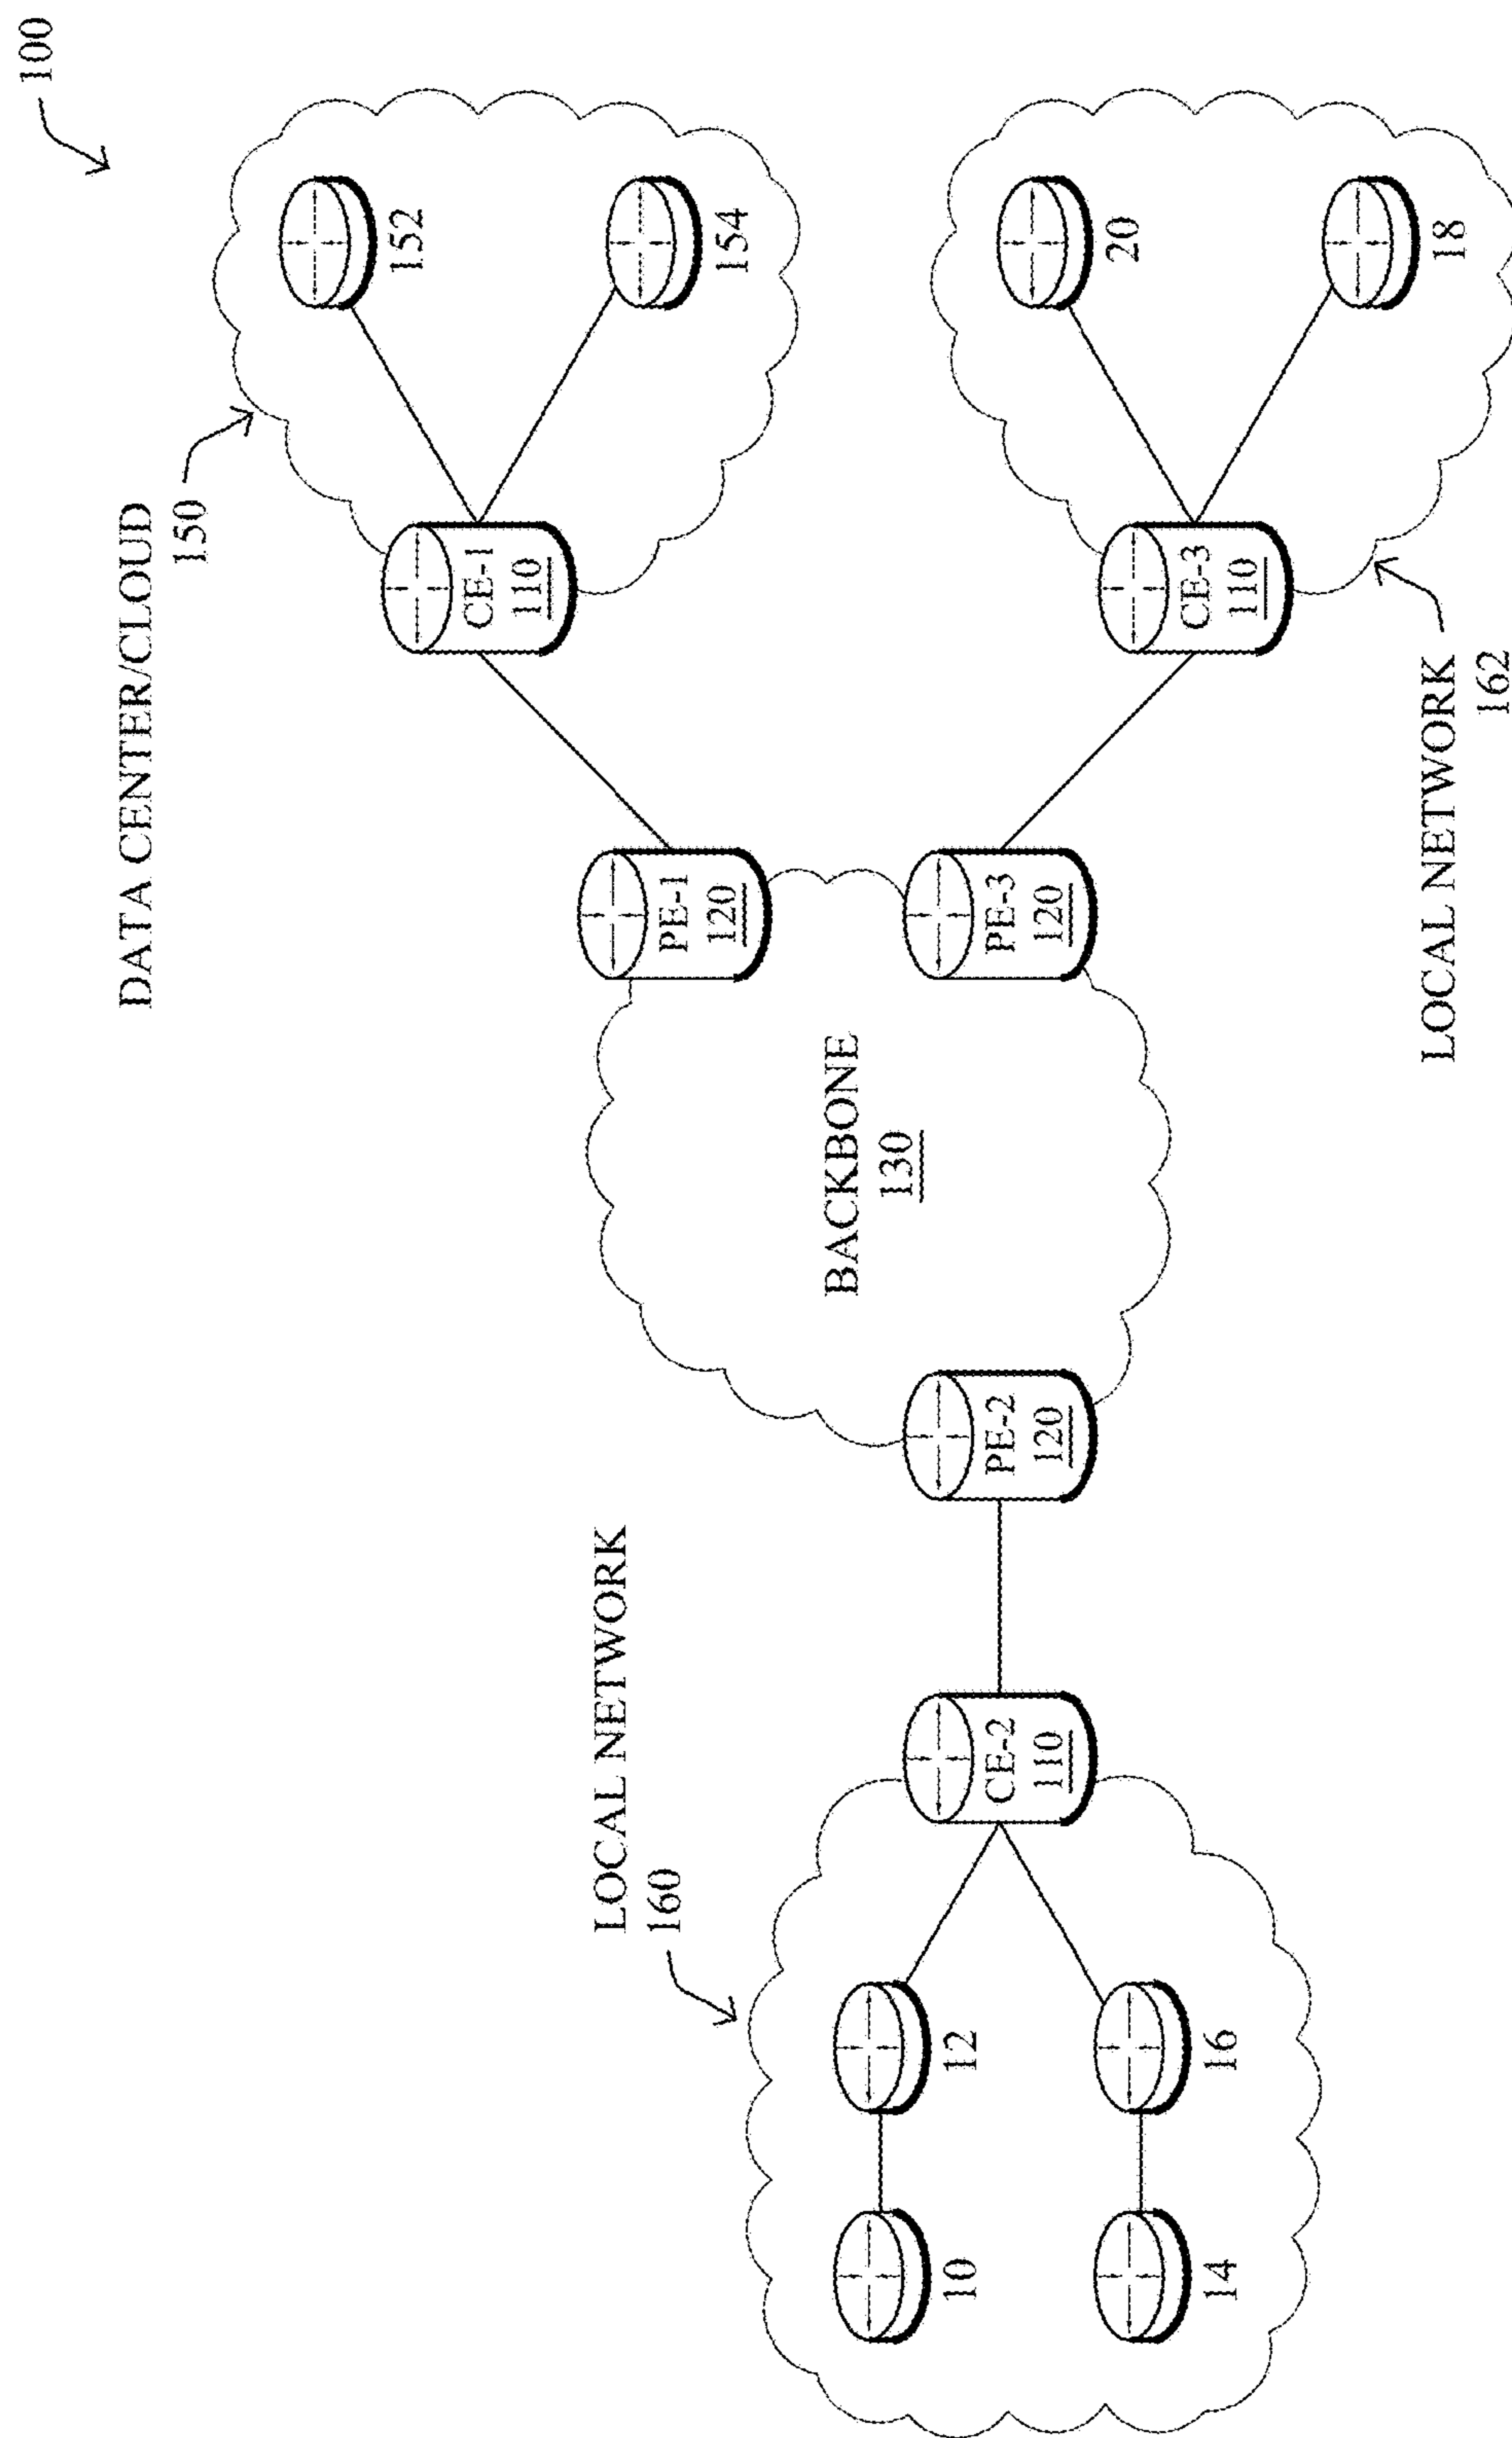 100
DATA CENTER/CLOUD
150
152
154
CE-1
110
PE-1
120
BACKBONE
130
LOCAL NETWORK
160
10
12
14
16
CE-2
110
PE-2
120
PE-3
120
CE-3
110
20
18
LOCAL NETWORK
162